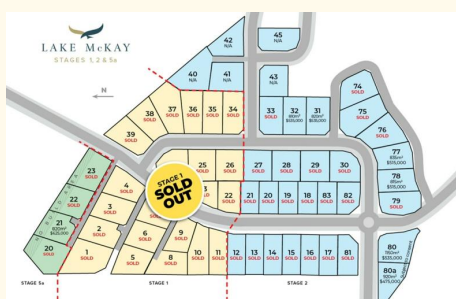 LAKE MCKAY
STAGES 1, 2 & 5a
N
42
N/A
45
N/A
40
N/A
41
N/A
43
N/A
39
SOLD
38
SOLD
37
SOLD
36
SOLD
35
SOLD
34
SOLD
33
SOLD
32
$515,000
31
$515,000
74
SOLD
75
SOLD
76
SOLD
77
$515,000
78
$515,000
79
SOLD
23
SOLD
22
SOLD
21
20
SOLD
4
SOLD
3
SOLD
2
SOLD
1
SOLD
25
SOLD
26
SOLD
27
SOLD
28
SOLD
29
SOLD
30
SOLD
STAGE 1
SOLD
OUT
22
SOLD
21
SOLD
20
SOLD
19
SOLD
18
SOLD
83
SOLD
82
SOLD
6
SOLD
5
SOLD
9
SOLD
8
SOLD
10
SOLD
11
SOLD
12
SOLD
13
SOLD
14
SOLD
15
SOLD
16
SOLD
17
SOLD
81
SOLD
80
$535,000
80a
$475,000
STAGE 5a
STAGE 1
STAGE 2